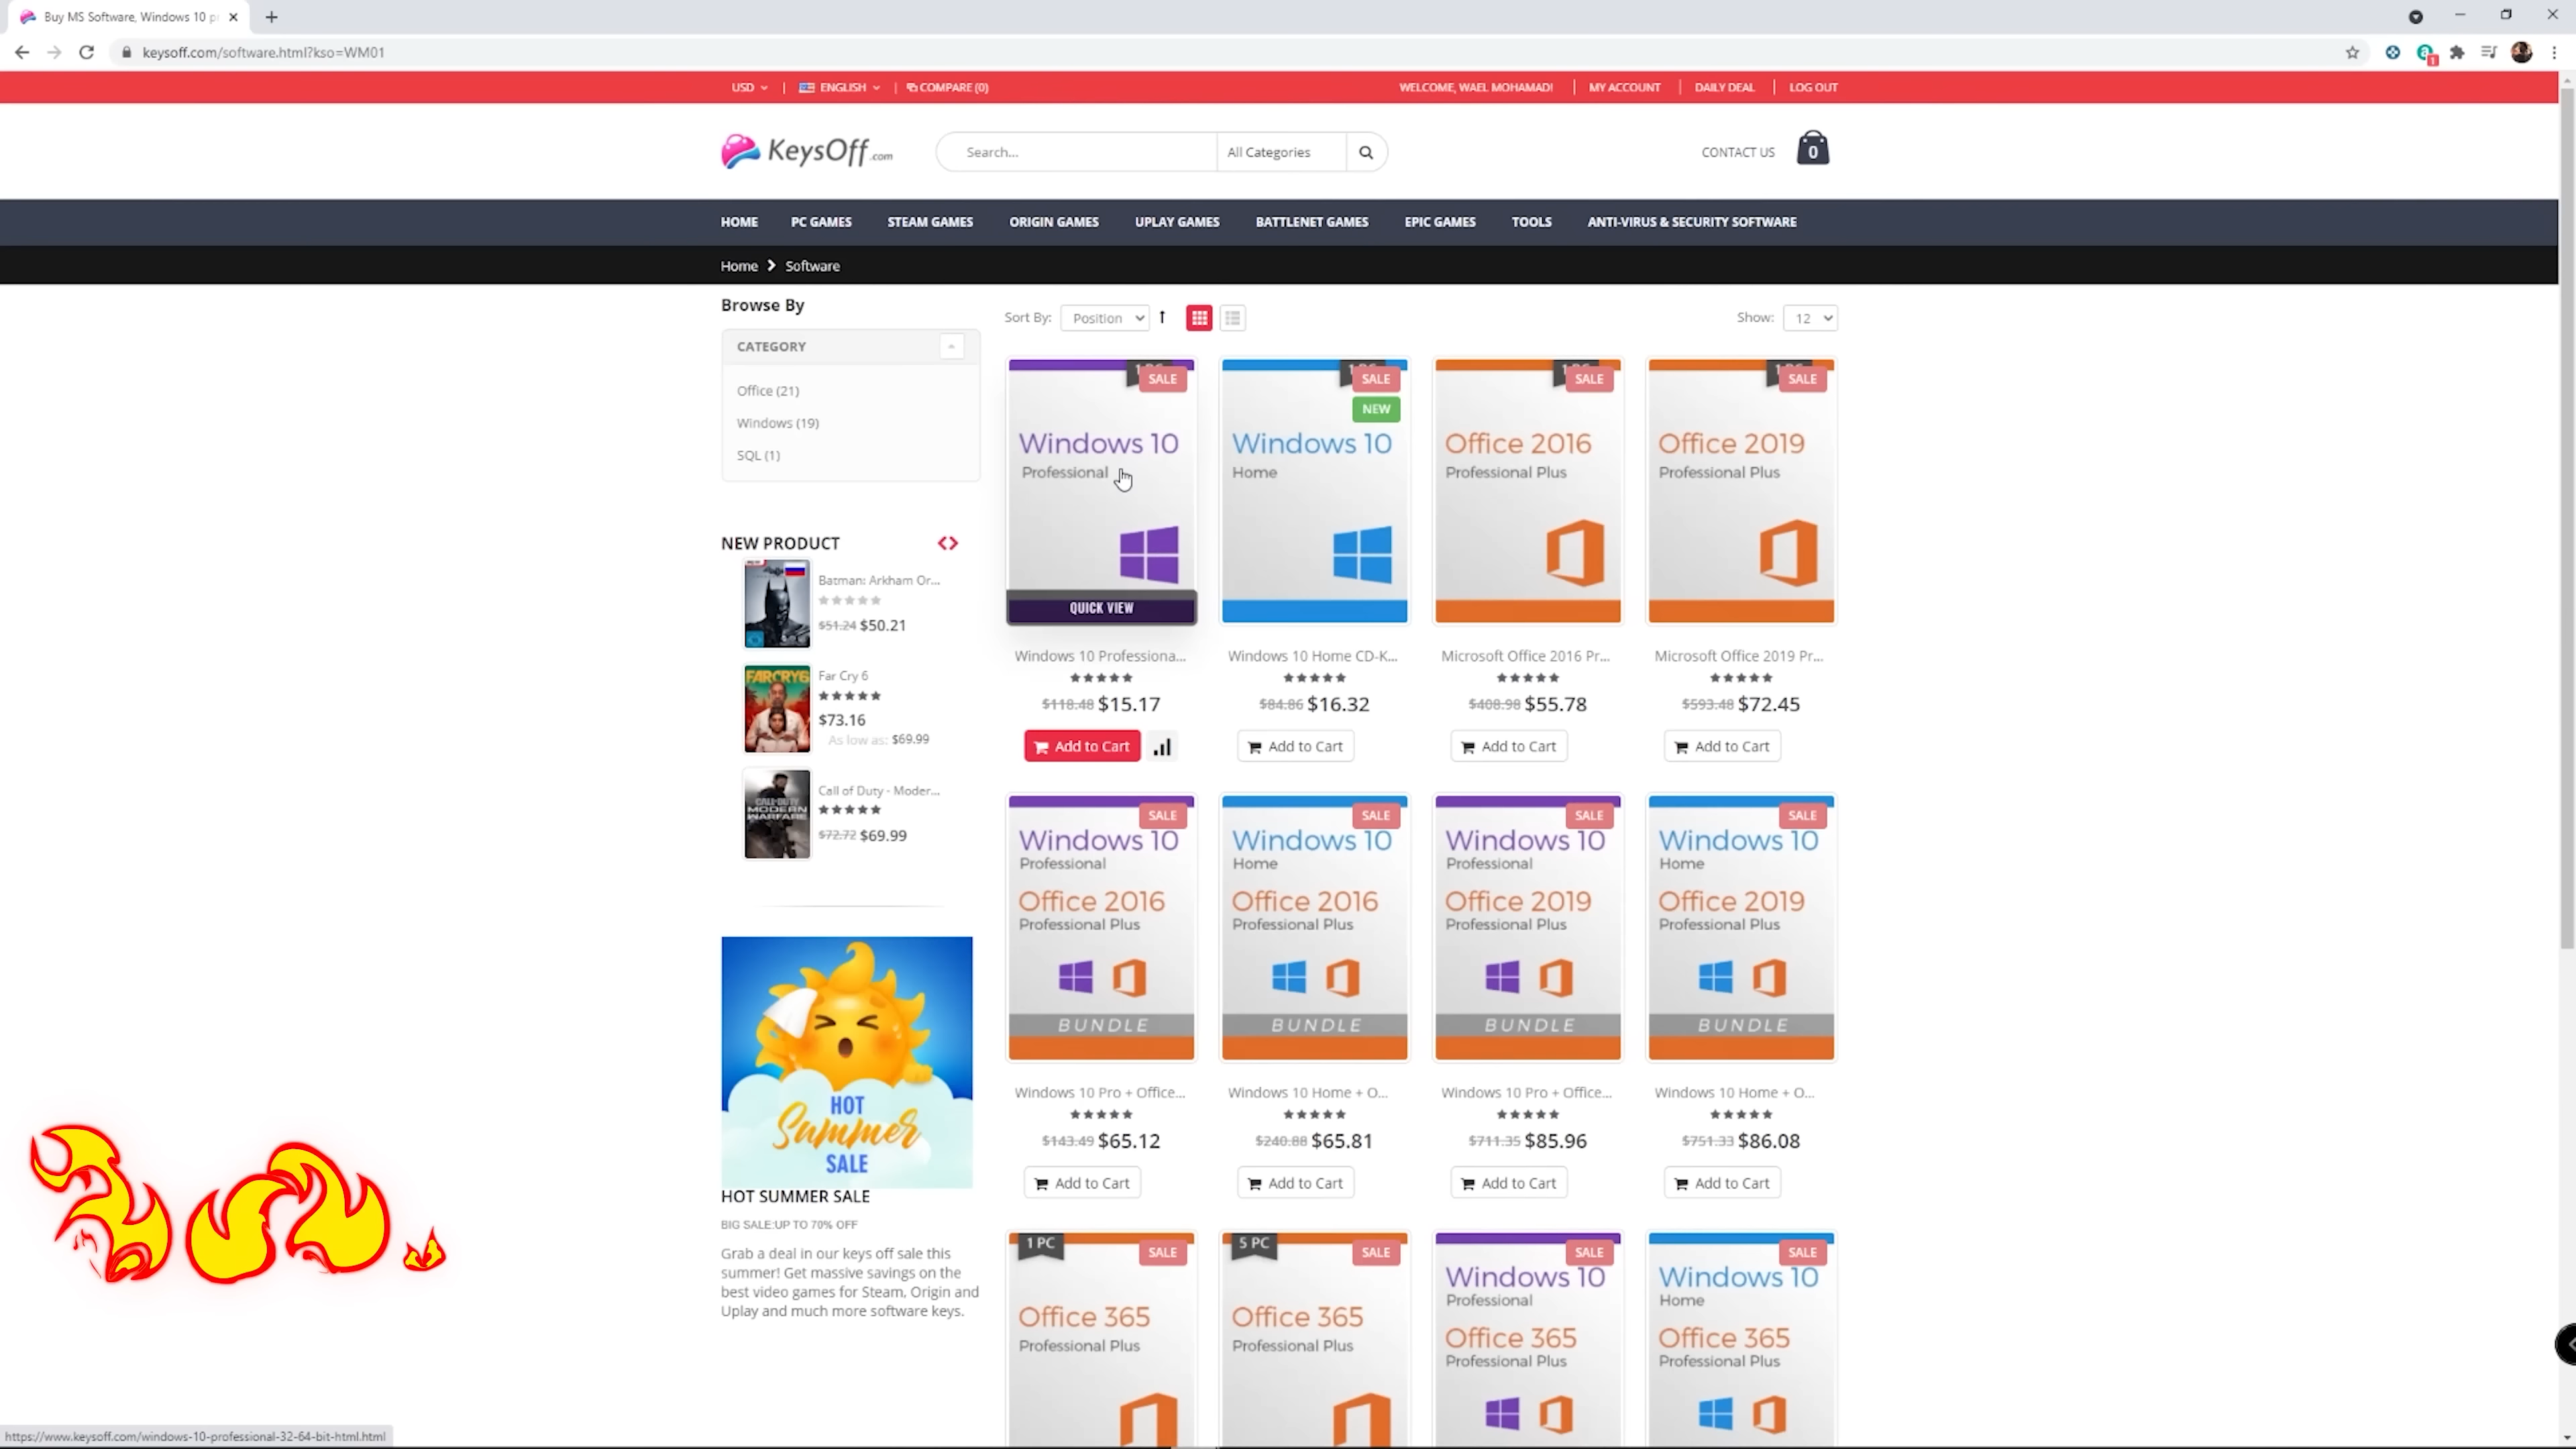 Buy MS Software, Windows 10 p
keysoff.com/software.html?kso=WM01
USD | ENGLISH | COMPARE (0)
WELCOME, WAEL MOHAMADI | MY ACCOUNT | DAILY DEAL | LOG OUT
KeysOff.com
Search...
All Categories
CONTACT US
0
HOME PC GAMES STEAM GAMES ORIGIN GAMES UPLAY GAMES BATTLENET GAMES EPIC GAMES TOOLS ANTI-VIRUS & SECURITY SOFTWARE
Home > Software
Browse By
CATEGORY
Office (21)
Windows (19)
SQL (1)
NEW PRODUCT
Batman: Arkham Or...
$51.24 $50.21
FARCRY6
Far Cry 6
$73.16
As low as: $69.99
CALL OF DUTY
MODERN
WARFARE
Call of Duty - Moder...
$72.72 $69.99
HOT
Summer
SALE
HOT SUMMER SALE
BIG SALE:UP TO 70% OFF
Grab a deal in our keys off sale this
summer! Get massive savings on the
best video games for Steam, Origin and
Uplay and much more software keys.
Sort By: Position
Show: 12
SALE
Windows 10
Professional
QUICK VIEW
Windows 10 Professiona...
$118.48 $15.17
Add to Cart
SALE
NEW
Windows 10
Home
Windows 10 Home CD-K...
$84.86 $16.32
Add to Cart
SALE
Office 2016
Professional Plus
Microsoft Office 2016 Pr...
$408.98 $55.78
Add to Cart
SALE
Office 2019
Professional Plus
Microsoft Office 2019 Pr...
$593.48 $72.45
Add to Cart
SALE
Windows 10
Professional
Office 2016
Professional Plus
BUNDLE
Windows 10 Pro + Office...
$143.49 $65.12
Add to Cart
SALE
Windows 10
Home
Office 2016
Professional Plus
BUNDLE
Windows 10 Home + O...
$240.88 $65.81
Add to Cart
SALE
Windows 10
Professional
Office 2019
Professional Plus
BUNDLE
Windows 10 Pro + Office...
$711.35 $85.96
Add to Cart
SALE
Windows 10
Home
Office 2019
Professional Plus
BUNDLE
Windows 10 Home + O...
$751.33 $86.08
Add to Cart
1 PC
SALE
Office 365
Professional Plus
5 PC
SALE
Office 365
Professional Plus
SALE
Windows 10
Professional
Office 365
Professional Plus
SALE
Windows 10
Home
Office 365
Professional Plus
https://www.keysoff.com/windows-10-professional-32-64-bit-html.html